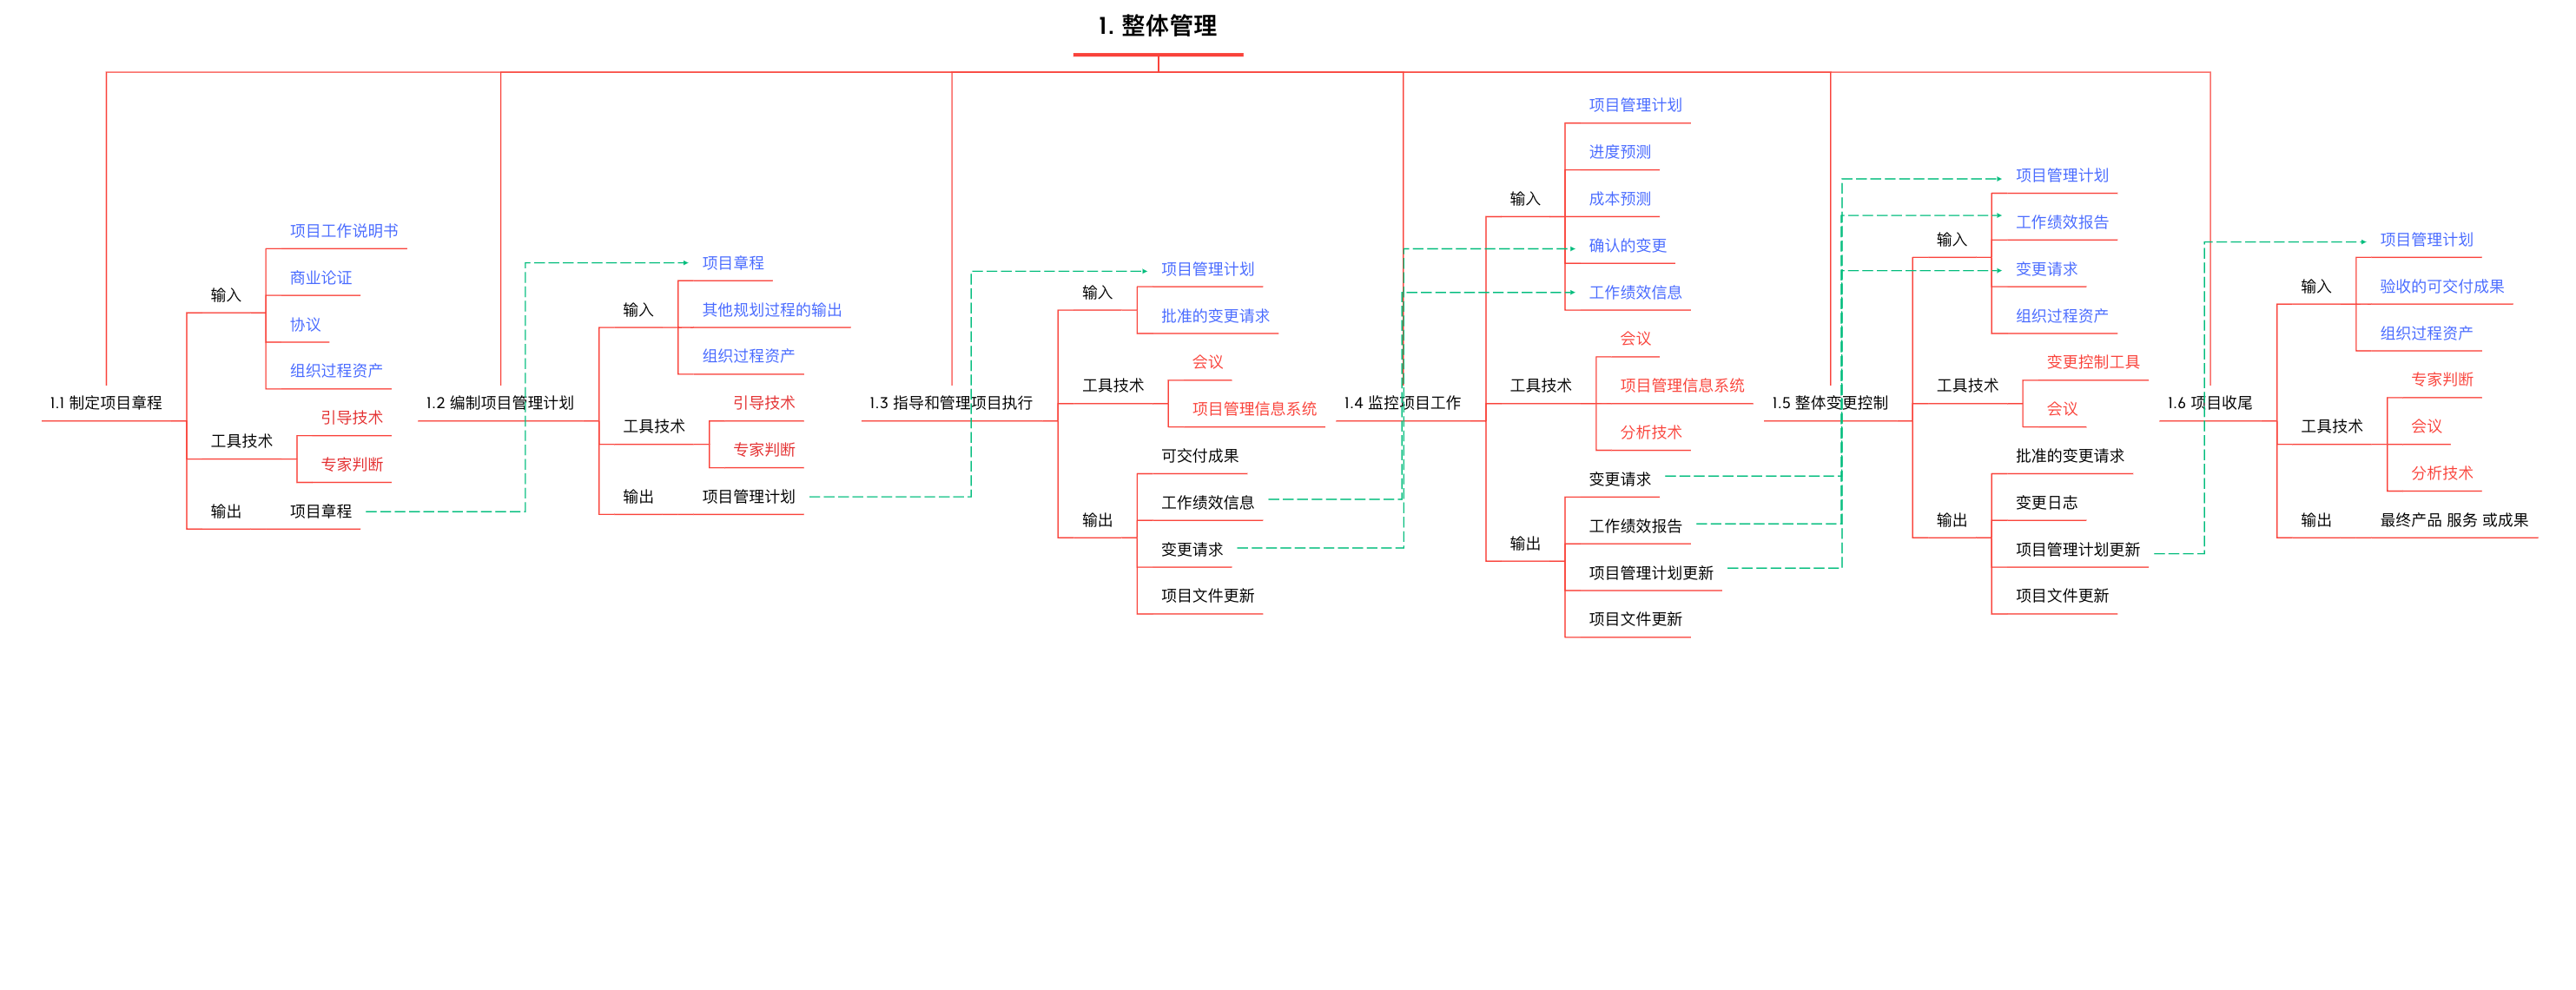 1. 整体管理
1.1 制定项目章程
输入
项目工作说明书
商业论证
协议
组织过程资产
工具技术
引导技术
专家判断
输出
项目章程
1.2 编制项目管理计划
输入
项目章程
其他规划过程的输出
组织过程资产
工具技术
引导技术
专家判断
输出
项目管理计划
1.3 指导和管理项目执行
输入
项目管理计划
批准的变更请求
工具技术
会议
项目管理信息系统
输出
可交付成果
工作绩效信息
变更请求
项目文件更新
1.4 监控项目工作
输入
项目管理计划
进度预测
成本预测
确认的变更
工作绩效信息
工具技术
会议
项目管理信息系统
分析技术
输出
变更请求
工作绩效报告
项目管理计划更新
项目文件更新
1.5 整体变更控制
输入
项目管理计划
工作绩效报告
变更请求
组织过程资产
工具技术
变更控制工具
会议
输出
批准的变更请求
变更日志
项目管理计划更新
项目文件更新
1.6 项目收尾
输入
项目管理计划
验收的可交付成果
组织过程资产
工具技术
专家判断
会议
分析技术
输出
最终产品 服务 或成果